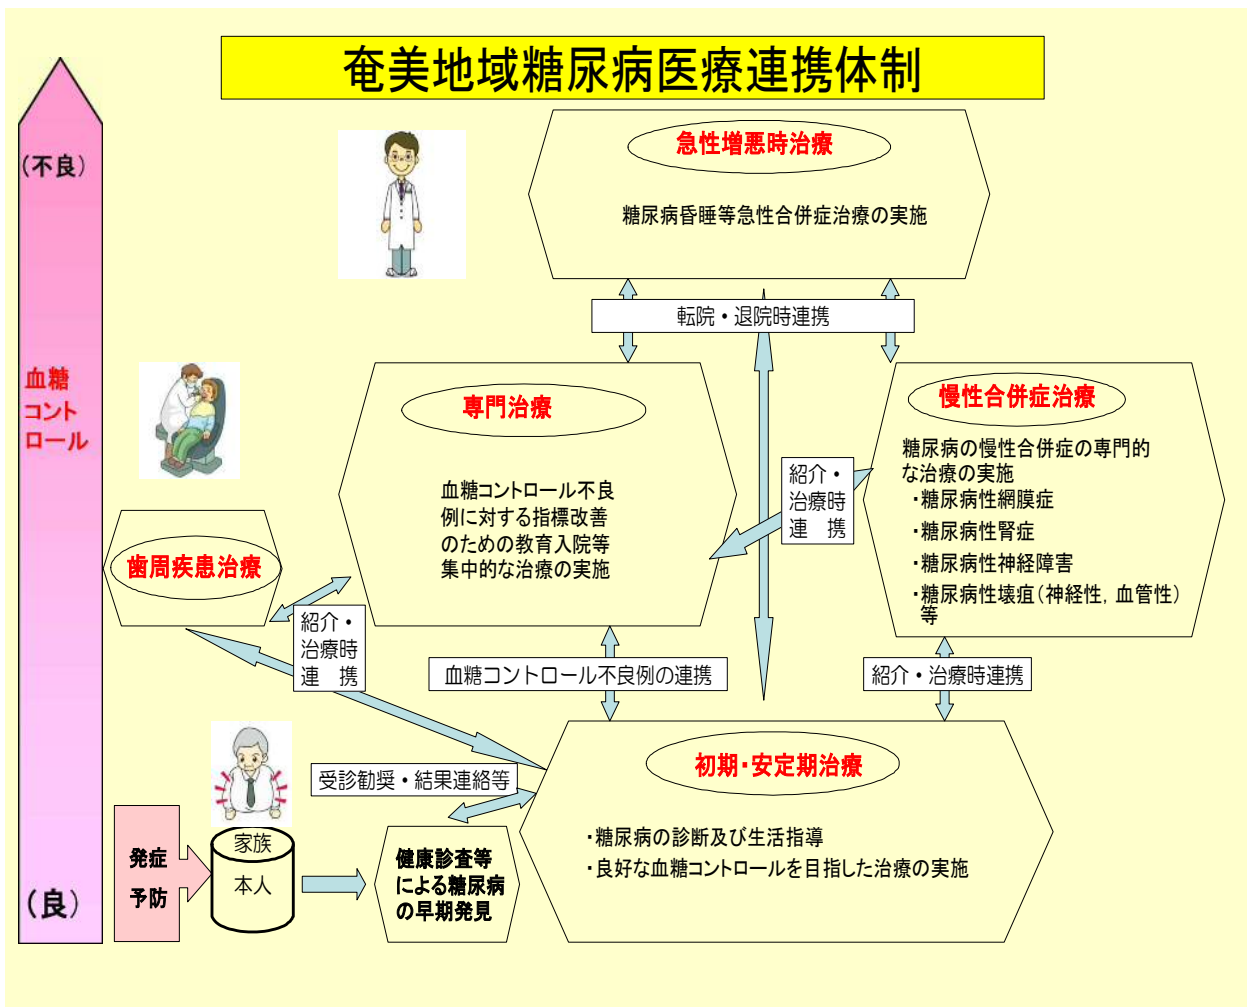 奄美地域糖尿病医療連携体制
(不良)
血糖
コント
ロール
(良)
急性増悪時治療
糖尿病昏睡等急性合併症治療の実施
転院・退院時連携
専門治療
血糖コントロール不良
例に対する指標改善
のための教育入院等
集中的な治療の実施
慢性合併症治療
糖尿病の慢性合併症の専門的
な治療の実施
・糖尿病性網膜症
・糖尿病性腎症
・糖尿病性神経障害
・糖尿病性壊疽(神経性,血管性)
等
紹介・
治療時
連 携
歯周疾患治療
紹介・
治療時
連 携
血糖コントロール不良例の連携
紹介・治療時連携
初期・安定期治療
・糖尿病の診断及び生活指導
・良好な血糖コントロールを目指した治療の実施
受診勧奨・結果連絡等
発症
予防
家族
本人
健康診査等
による糖尿病
の早期発見